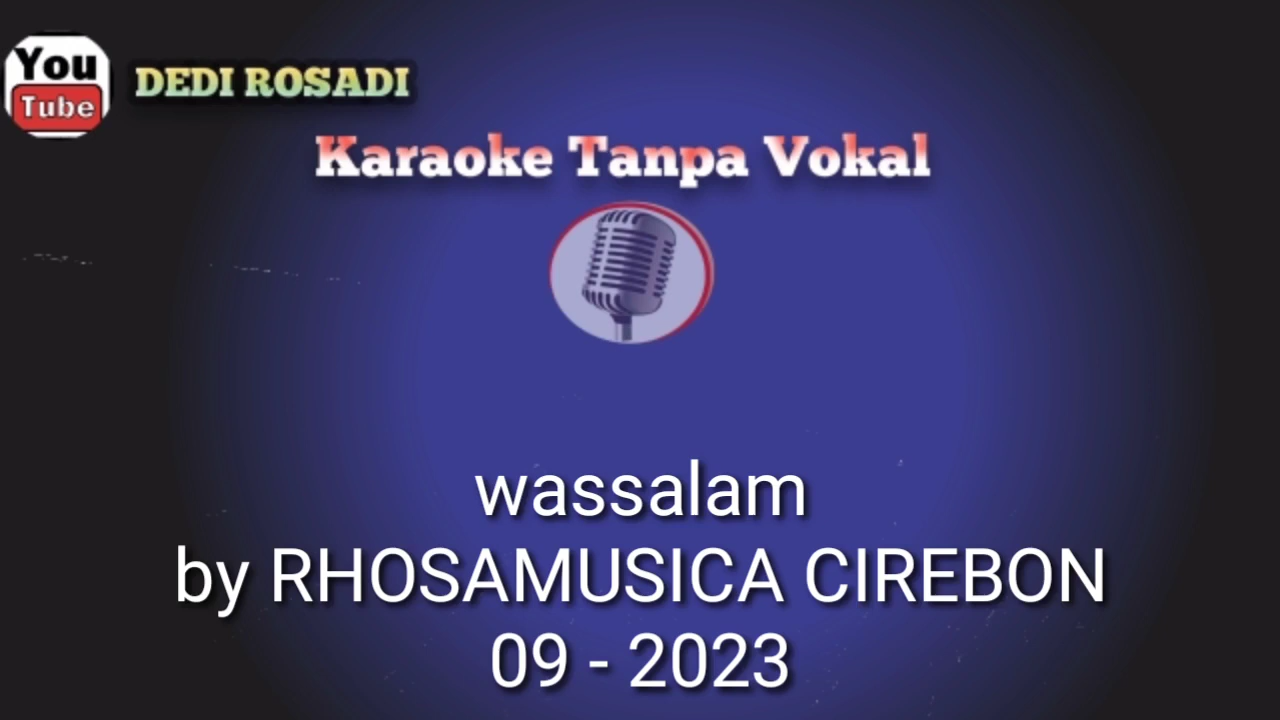 You
Tube
DEDI ROSADI
Karaoke Tanpa Vokal
wassalam
by RHOSAMUSICA CIREBON
09 - 2023